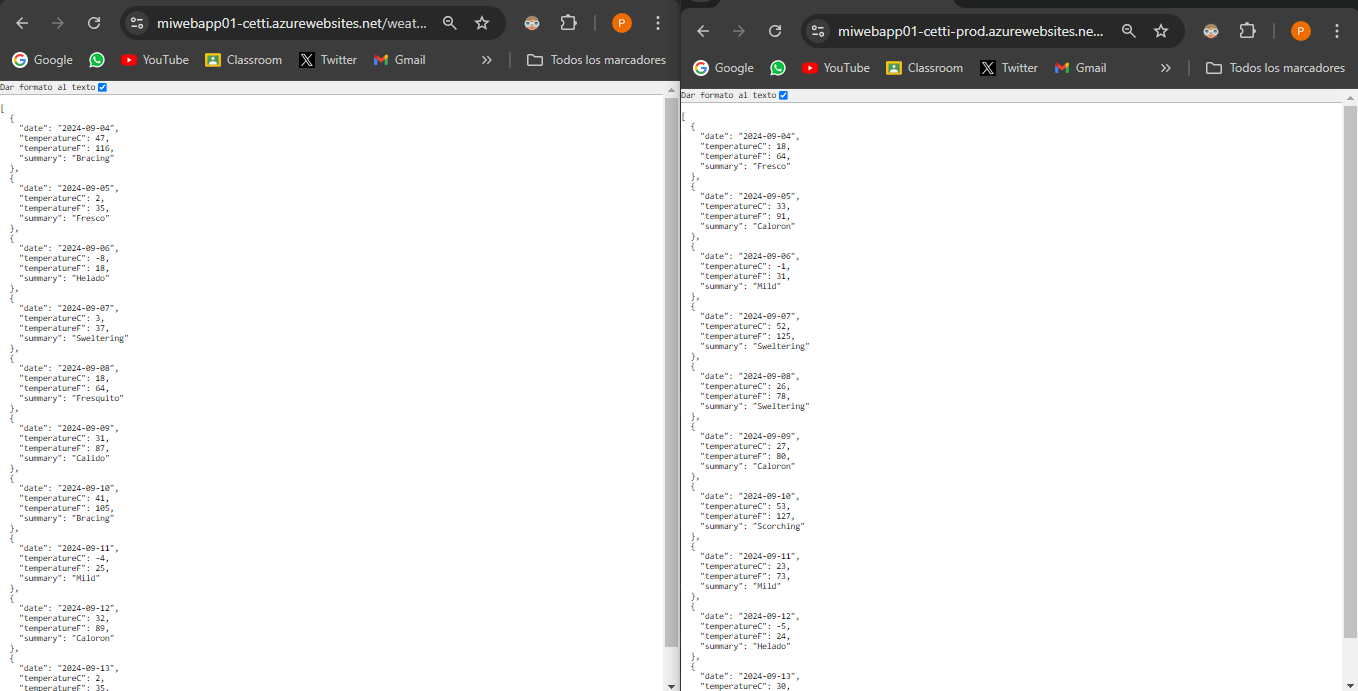 miwebapp01-cetti.azurewebsites.net/weat...
P
Google
YouTube
Classroom
Twitter
Gmail
»
Todos los marcadores
Dar formato al texto
[
{
"date": "2024-09-04",
"temperatureC": 47,
"temperatureF": 116,
"summary": "Bracing"
},
{
"date": "2024-09-05",
"temperatureC": 2,
"temperatureF": 35,
"summary": "Fresco"
},
{
"date": "2024-09-06",
"temperatureC": -8,
"temperatureF": 18,
"summary": "Helado"
},
{
"date": "2024-09-07",
"temperatureC": 3,
"temperatureF": 37,
"summary": "Sweltering"
},
{
"date": "2024-09-08",
"temperatureC": 18,
"temperatureF": 64,
"summary": "Fresquito"
},
{
"date": "2024-09-09",
"temperatureC": 31,
"temperatureF": 87,
"summary": "Calido"
},
{
"date": "2024-09-10",
"temperatureC": 41,
"temperatureF": 105,
"summary": "Bracing"
},
{
"date": "2024-09-11",
"temperatureC": -4,
"temperatureF": 25,
"summary": "Mild"
},
{
"date": "2024-09-12",
"temperatureC": 32,
"temperatureF": 89,
"summary": "Caloron"
},
{
"date": "2024-09-13",
"temperatureC": 2,
"temperatureF": 35,
miwebapp01-cetti-prod.azurewebsites.ne...
P
Google
YouTube
Classroom
Twitter
Gmail
»
Todos los marcadores
Dar formato al texto
[
{
"date": "2024-09-04",
"temperatureC": 18,
"temperatureF": 64,
"summary": "Fresco"
},
{
"date": "2024-09-05",
"temperatureC": 33,
"temperatureF": 91,
"summary": "Caloron"
},
{
"date": "2024-09-06",
"temperatureC": -1,
"temperatureF": 31,
"summary": "Mild"
},
{
"date": "2024-09-07",
"temperatureC": 52,
"temperatureF": 125,
"summary": "Sweltering"
},
{
"date": "2024-09-08",
"temperatureC": 26,
"temperatureF": 78,
"summary": "Sweltering"
},
{
"date": "2024-09-09",
"temperatureC": 27,
"temperatureF": 80,
"summary": "Caloron"
},
{
"date": "2024-09-10",
"temperatureC": 53,
"temperatureF": 127,
"summary": "Scorching"
},
{
"date": "2024-09-11",
"temperatureC": 23,
"temperatureF": 73,
"summary": "Mild"
},
{
"date": "2024-09-12",
"temperatureC": -5,
"temperatureF": 24,
"summary": "Helado"
},
{
"date": "2024-09-13",
"temperatureC": 30,